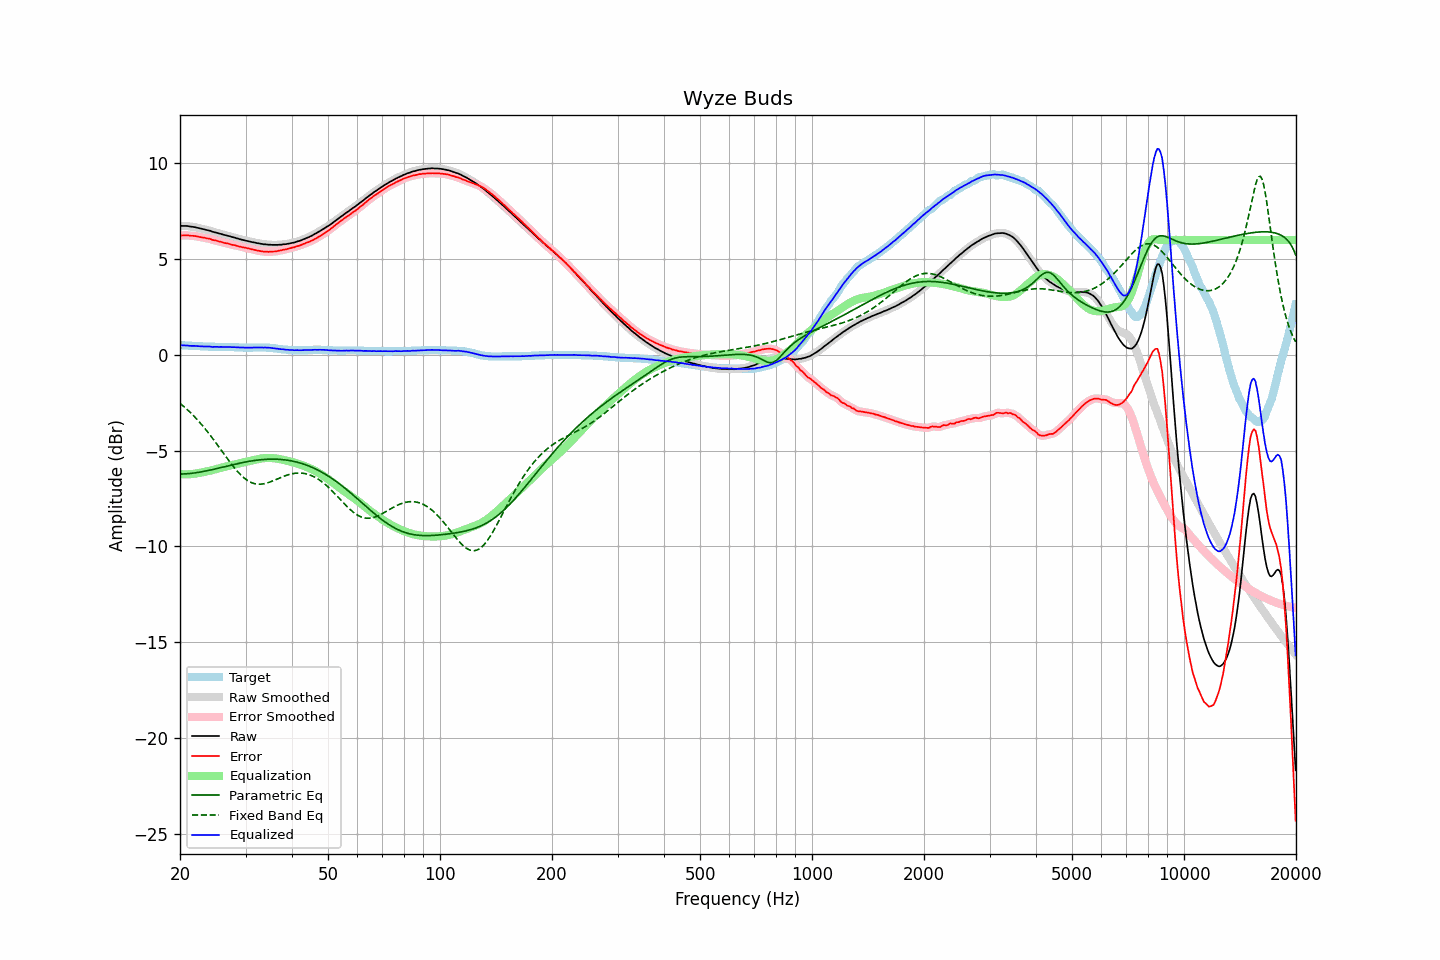 Wyze Buds
Amplitude (dBr)
10
5
0
−5
−10
−15
−20
−25
Target
Raw Smoothed
Error Smoothed
Raw
Error
Equalization
Parametric Eq
Fixed Band Eq
Equalized
20 50 100 200 500 1000 2000 5000 10000 20000
Frequency (Hz)